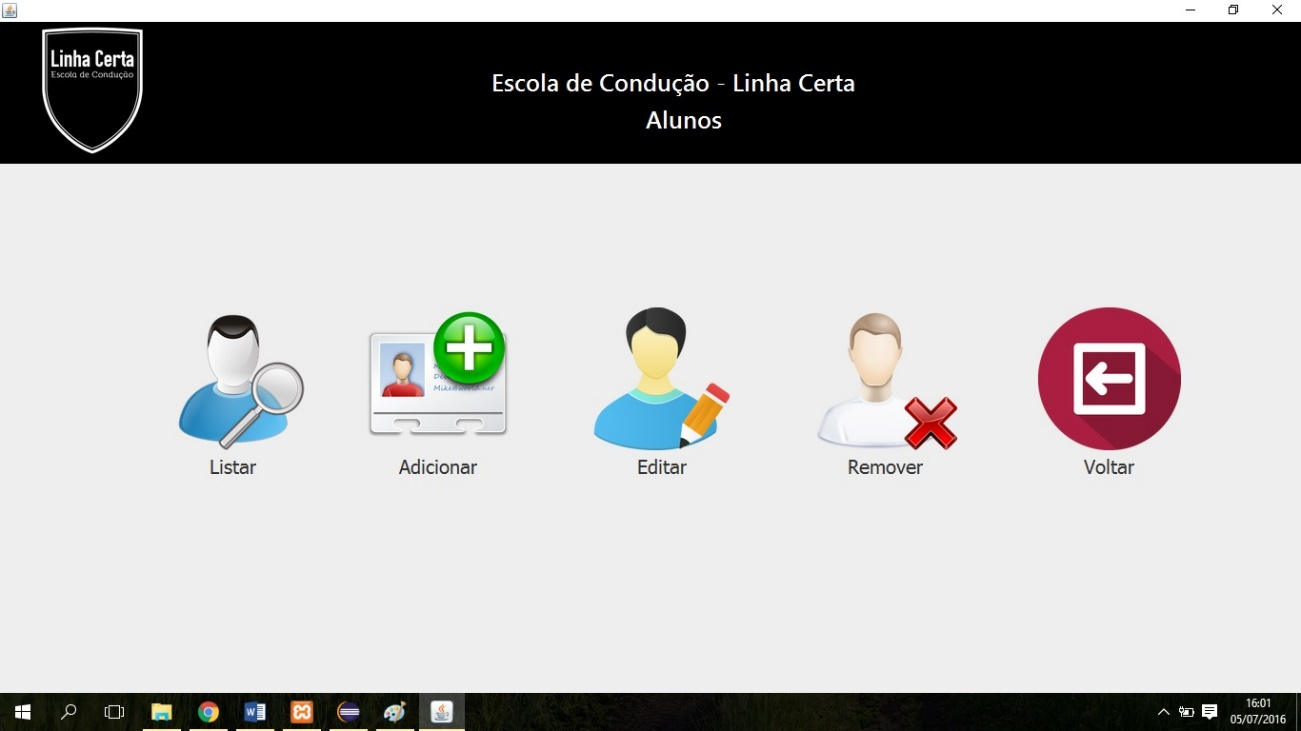 Linha Certa
Escola de Condução
Escola de Condução - Linha Certa
Alunos
Listar
Adicionar
Editar
Remover
Voltar
16:01
05/07/2016